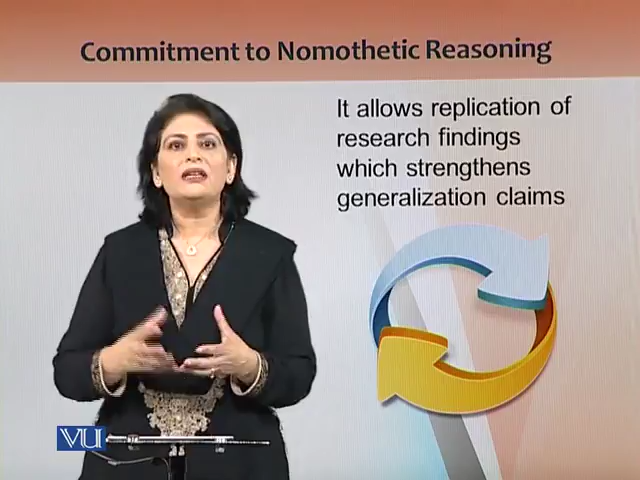 Commitment to Nomothetic Reasoning
It allows replication of
research findings
which strengthens
generalization claims
VU